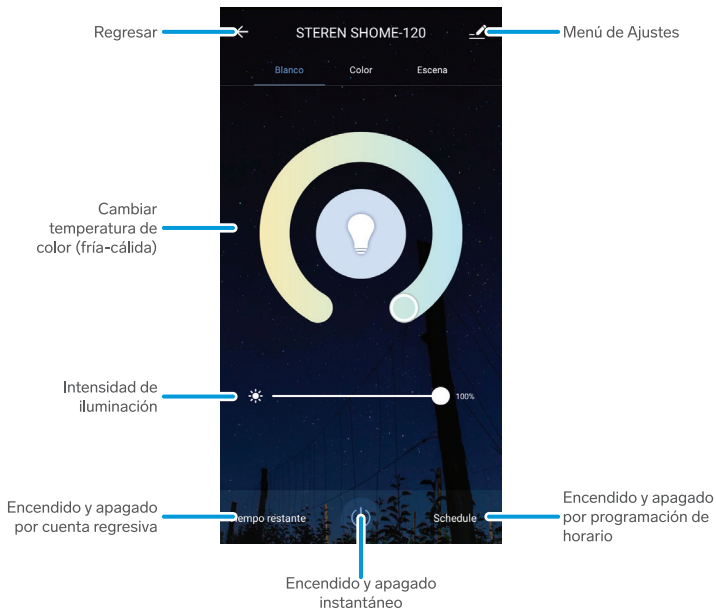 Regresar
STEREN SHOME-120
Menú de Ajustes
Blanco
Color
Escena
Cambiar
temperatura de
color (fría-cálida)
Intensidad de
iluminación
100%
Encendido y apagado
por cuenta regresiva
Tiempo restante
Schedule
Encendido y apagado
por programación de
horario
Encendido y apagado
instantáneo